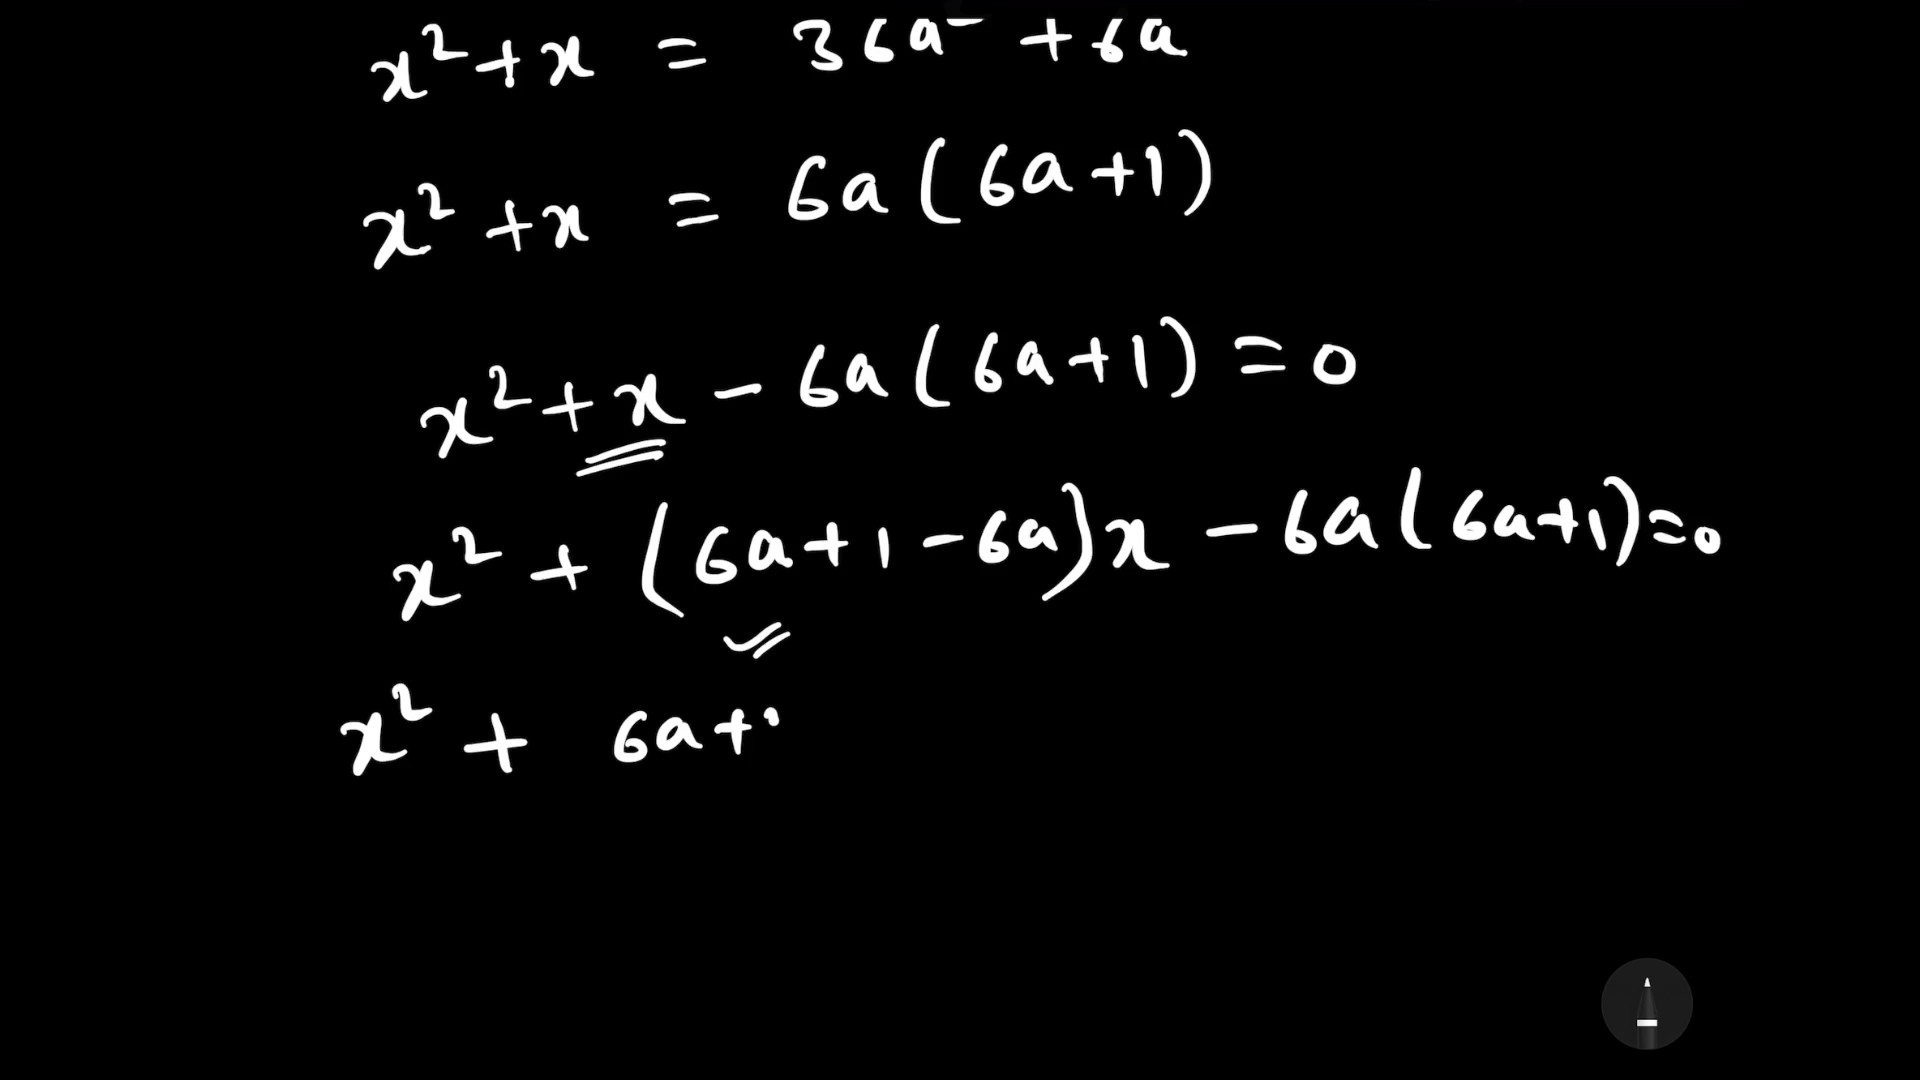 x² + x = 36a² + 6a
x² + x = 6a(6a+1)
x² + x - 6a(6a+1) = 0
x² + (6a+1-6a)x - 6a(6a+1)=0
x² + 6a+